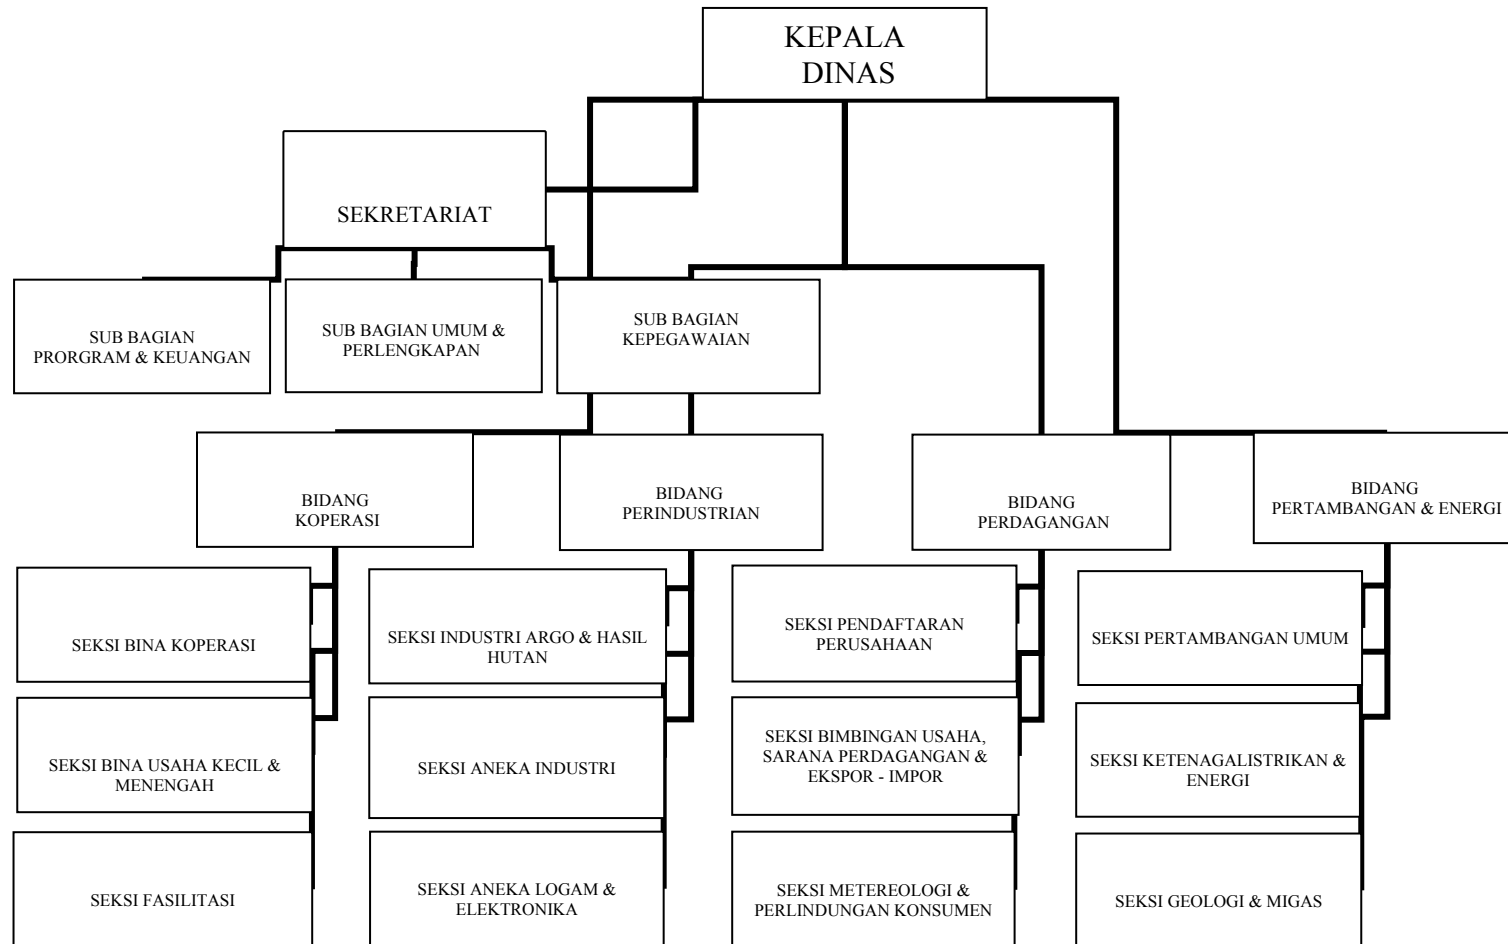 KEPALA
DINAS
SEKRETARIAT
SUB BAGIAN
PRORGRAM & KEUANGAN
SUB BAGIAN UMUM &
PERLENGKAPAN
SUB BAGIAN
KEPEGAWAIAN
BIDANG
KOPERASI
BIDANG
PERINDUSTRIAN
BIDANG
PERDAGANGAN
BIDANG
PERTAMBANGAN & ENERGI
SEKSI BINA KOPERASI
SEKSI INDUSTRI ARGO & HASIL
HUTAN
SEKSI PENDAFTARAN
PERUSAHAAN
SEKSI PERTAMBANGAN UMUM
SEKSI BINA USAHA KECIL &
MENENGAH
SEKSI ANEKA INDUSTRI
SEKSI BIMBINGAN USAHA,
SARANA PERDAGANGAN &
EKSPOR - IMPOR
SEKSI KETENAGALISTRIKAN &
ENERGI
SEKSI FASILITASI
SEKSI ANEKA LOGAM &
ELEKTRONIKA
SEKSI METEREOLOGI &
PERLINDUNGAN KONSUMEN
SEKSI GEOLOGI & MIGAS